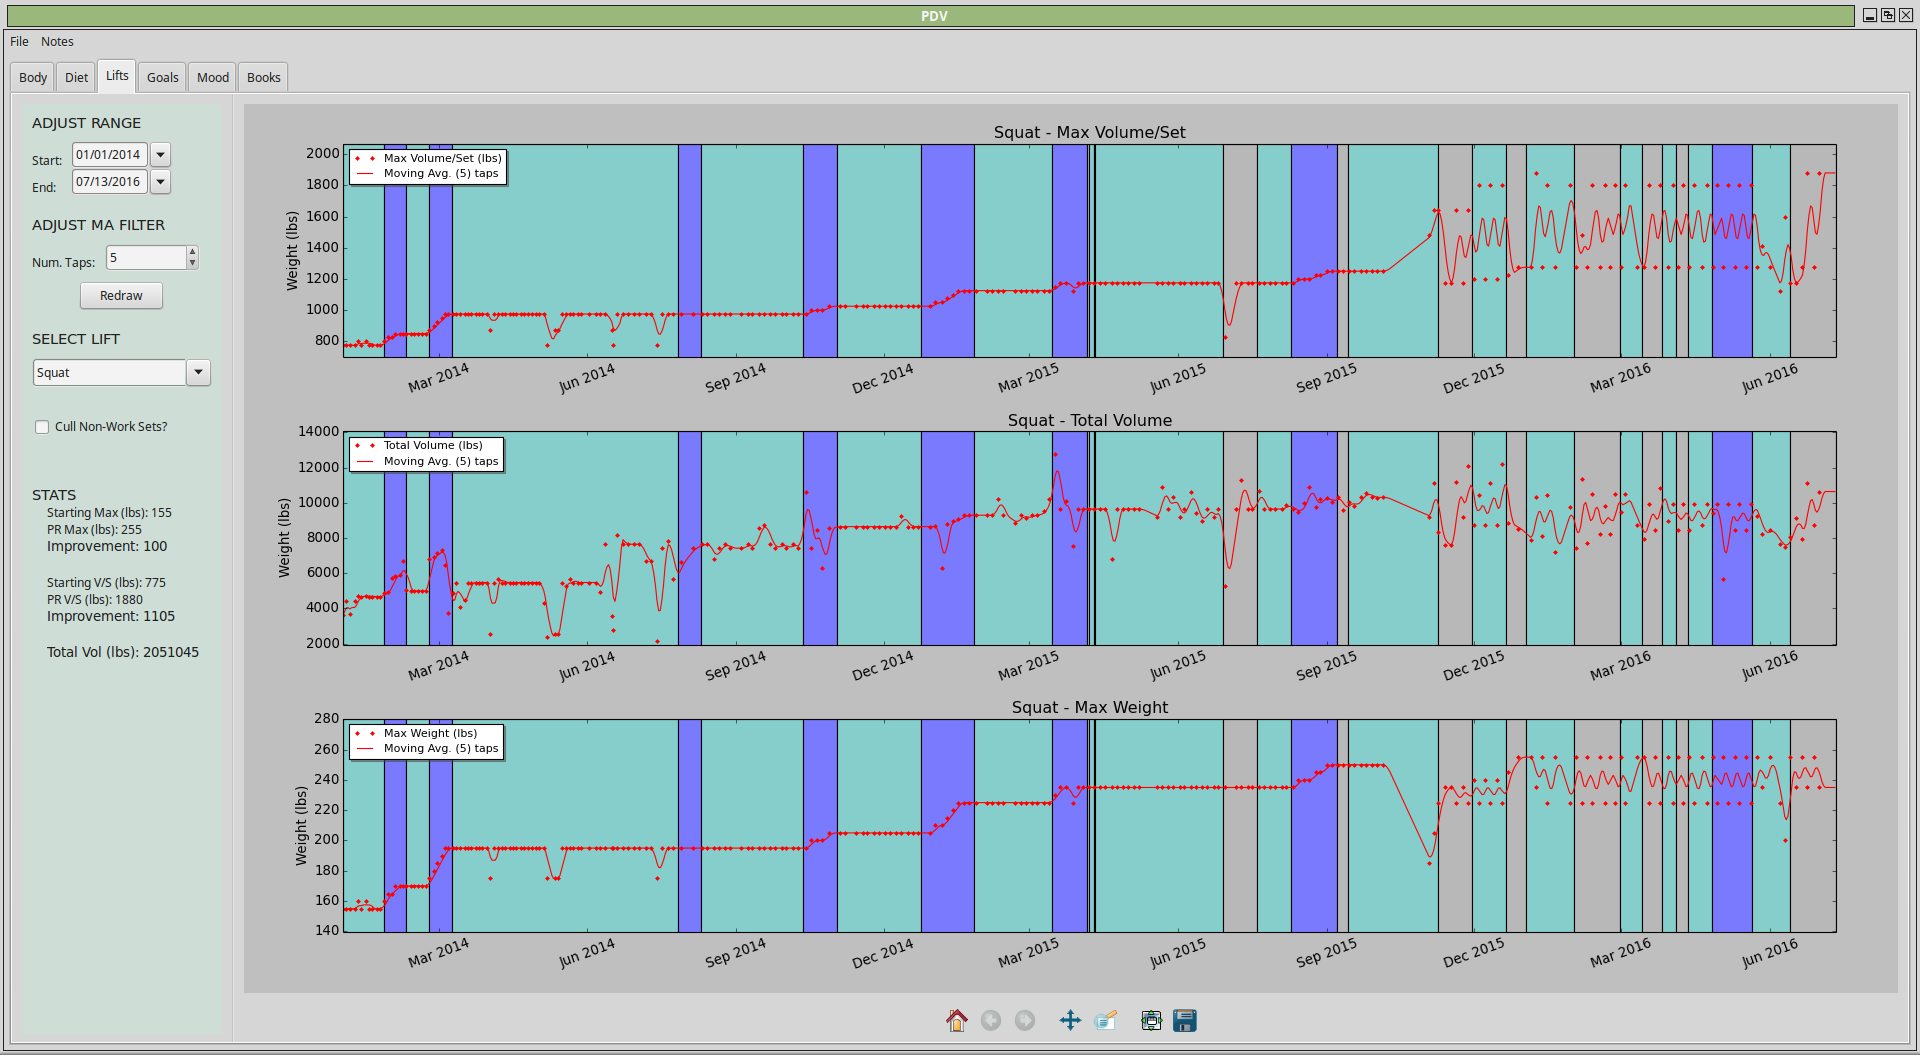 PDV
File Notes
Body Diet Lifts Goals Mood Books
ADJUST RANGE
Start: 01/01/2014
End: 07/13/2016
ADJUST MA FILTER
Num. Taps: 5
Redraw
SELECT LIFT
Squat
Cull Non-Work Sets?
STATS
Starting Max (lbs): 155
PR Max (lbs): 255
Improvement: 100
Starting V/S (lbs): 775
PR V/S (lbs): 1880
Improvement: 1105
Total Vol (lbs): 2051045
Squat - Max Volume/Set
Max Volume/Set (lbs)
Moving Avg. (5) taps
Weight (lbs)
2000
1800
1600
1400
1200
1000
800
Mar 2014 Jun 2014 Sep 2014 Dec 2014 Mar 2015 Jun 2015 Sep 2015 Dec 2015 Mar 2016 Jun 2016
Squat - Total Volume
Total Volume (lbs)
Moving Avg. (5) taps
Weight (lbs)
14000
12000
10000
8000
6000
4000
2000
Mar 2014 Jun 2014 Sep 2014 Dec 2014 Mar 2015 Jun 2015 Sep 2015 Dec 2015 Mar 2016 Jun 2016
Squat - Max Weight
Max Weight (lbs)
Moving Avg. (5) taps
Weight (lbs)
280
260
240
220
200
180
160
140
Mar 2014 Jun 2014 Sep 2014 Dec 2014 Mar 2015 Jun 2015 Sep 2015 Dec 2015 Mar 2016 Jun 2016